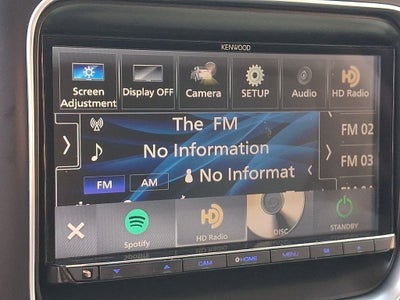 KENWOOD
Screen Adjustment
Display OFF
Camera
SETUP
Audio
HD Radio
The FM
No Information
No Informat
FM
AM
FM 02
FM 03
Spotify
HD Radio
DISC
STANDBY
CAM
HOME
MENU